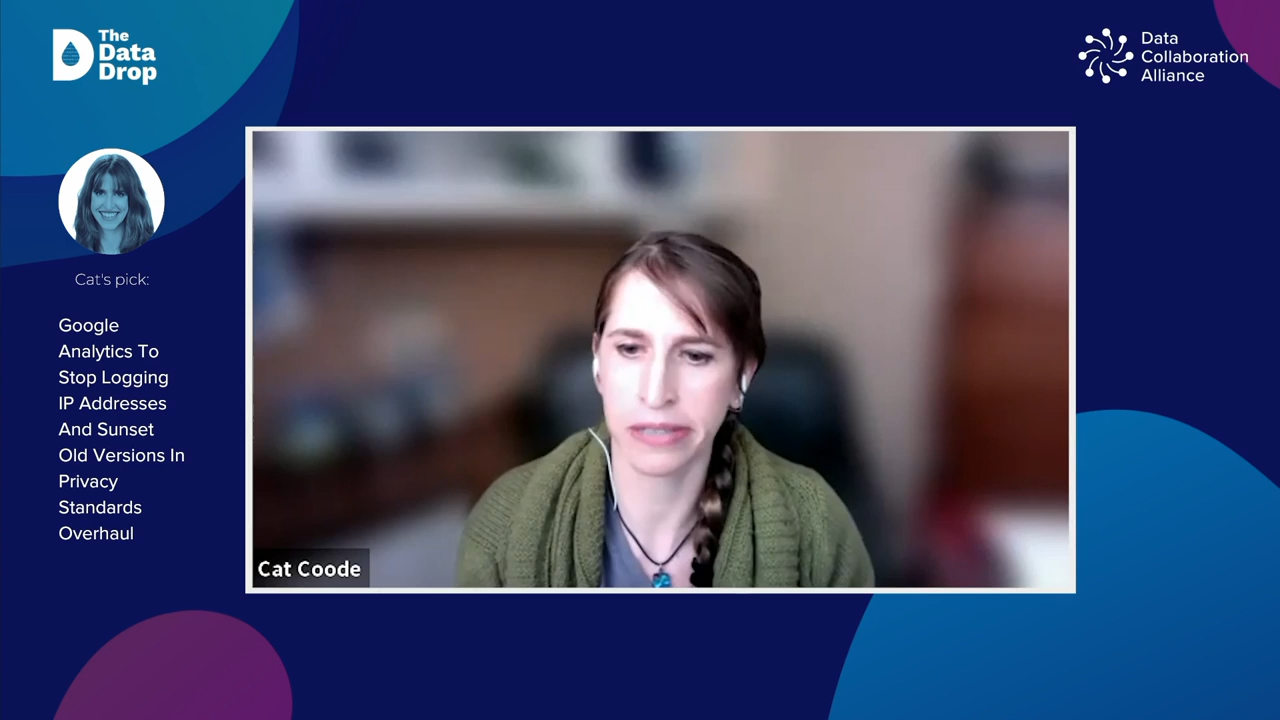 The
Data
Drop
Data
Collaboration
Alliance
Cat's pick:
Google
Analytics To
Stop Logging
IP Addresses
And Sunset
Old Versions In
Privacy
Standards
Overhaul
Cat Coode